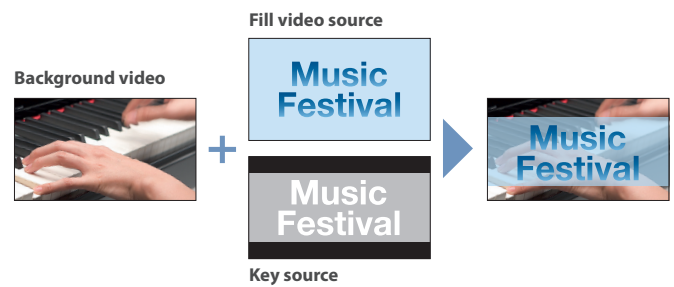 Fill video source
Background video
Music
Festival
Music
Festival
Music
Festival
Key source